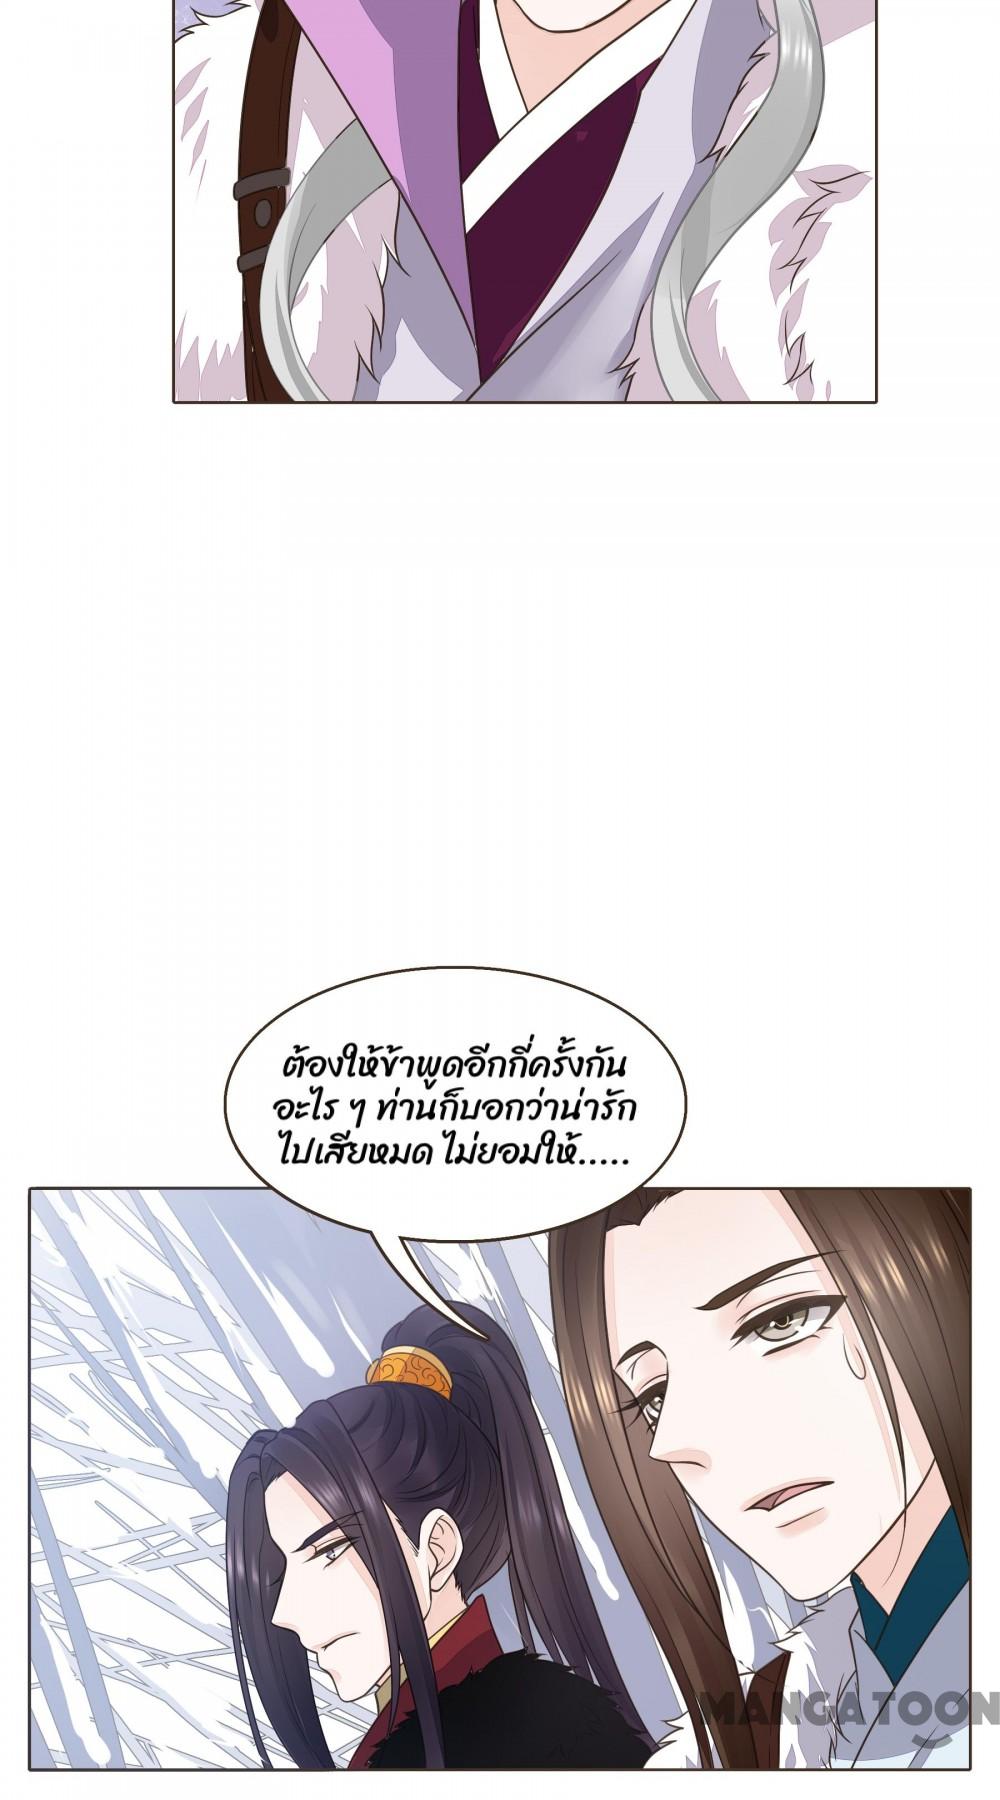 ต้องให้ข้าพูดอีกกี่ครั้งกัน
อะไร ๆ ท่านก็บอกว่าน่ารัก
ไปเสียหมด ไม่ยอมให้.....
MANGATOON